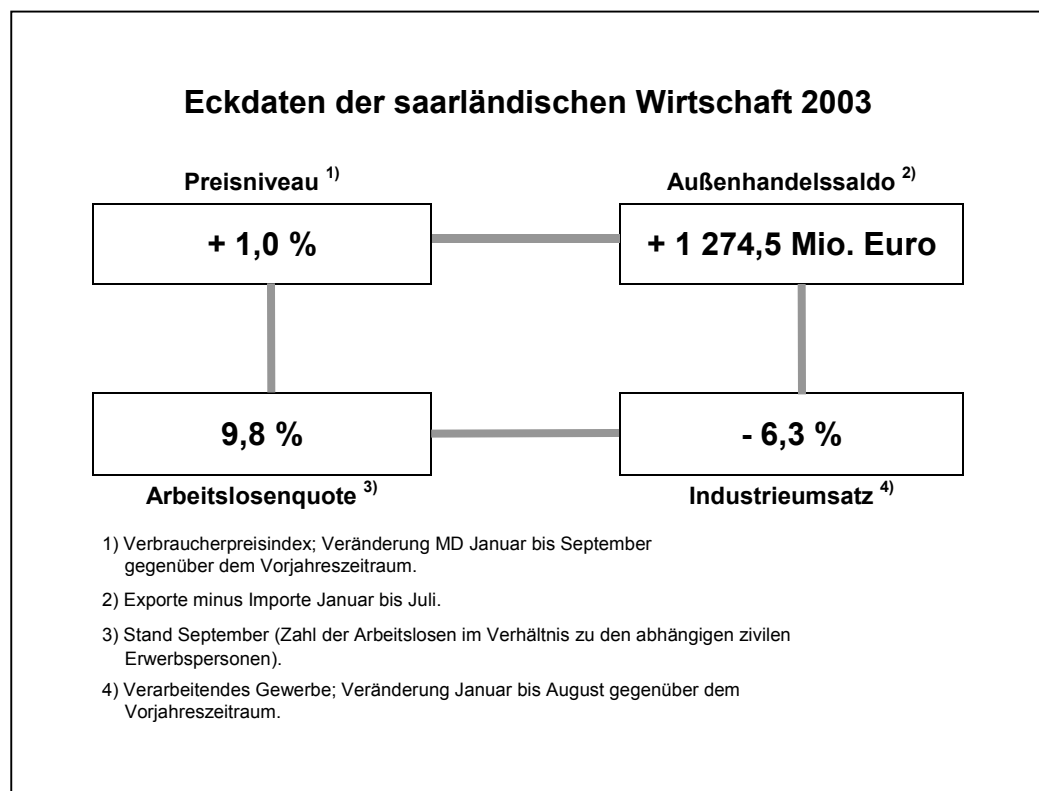 Eckdaten der saarländischen Wirtschaft 2003
Preisniveau 1)
Außenhandelssaldo 2)
+ 1,0 %
+ 1 274,5 Mio. Euro
9,8 %
- 6,3 %
Arbeitslosenquote 3)
Industrieumsatz 4)
1) Verbraucherpreisindex; Veränderung MD Januar bis September
gegenüber dem Vorjahreszeitraum.
2) Exporte minus Importe Januar bis Juli.
3) Stand September (Zahl der Arbeitslosen im Verhältnis zu den abhängigen zivilen
Erwerbspersonen).
4) Verarbeitendes Gewerbe; Veränderung Januar bis August gegenüber dem
Vorjahreszeitraum.